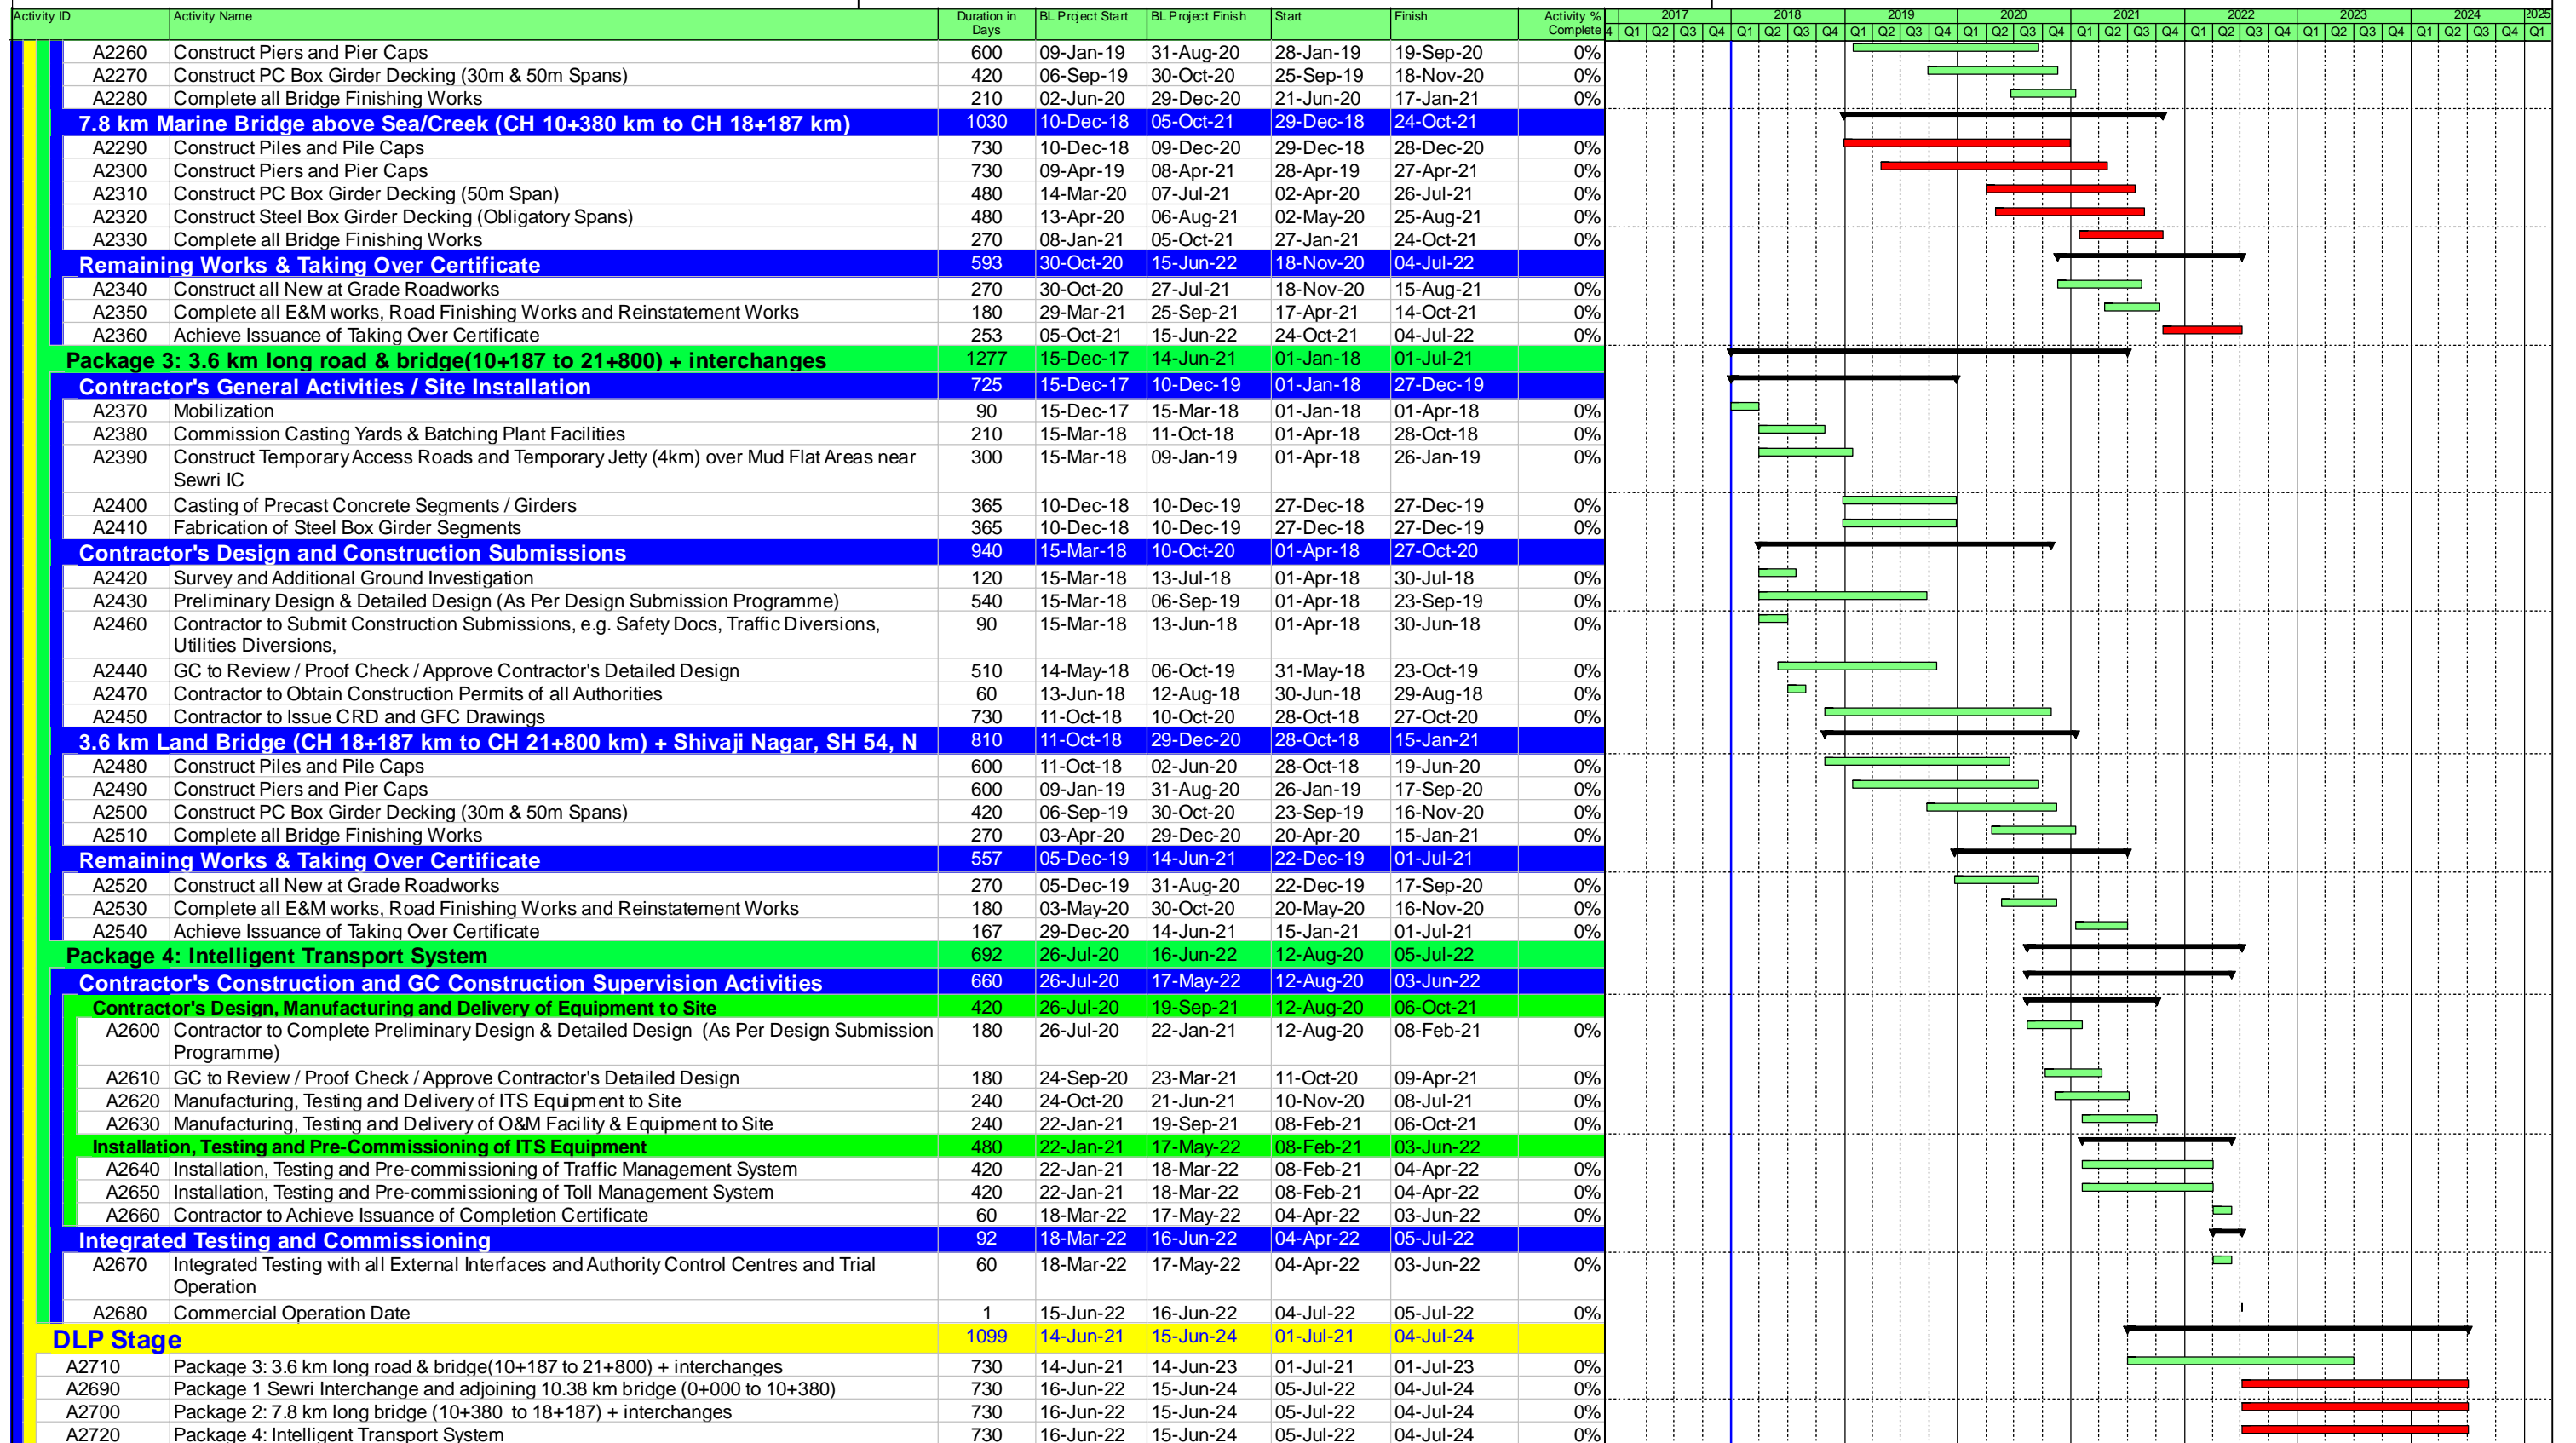 Activity ID Activity Name Duration in Days BL Project Start BL Project Finish Start Finish Activity % Complete 4 2017 Q1 Q2 Q3 Q4 2018 Q1 Q2 Q3 Q4 2019 Q1 Q2 Q3 Q4 2020 Q1 Q2 Q3 Q4 2021 Q1 Q2 Q3 Q4 2022 Q1 Q2 Q3 Q4 2023 Q1 Q2 Q3 Q4 2024 Q1 Q2 Q3 Q4 2025 Q1
A2260 Construct Piers and Pier Caps 600 09-Jan-19 31-Aug-20 28-Jan-19 19-Sep-20 0%
A2270 Construct PC Box Girder Decking (30m & 50m Spans) 420 06-Sep-19 30-Oct-20 25-Sep-19 18-Nov-20 0%
A2280 Complete all Bridge Finishing Works 210 02-Jun-20 29-Dec-20 21-Jun-20 17-Jan-21 0%
7.8 km Marine Bridge above Sea/Creek (CH 10+380 km to CH 18+187 km) 1030 10-Dec-18 05-Oct-21 29-Dec-18 24-Oct-21
A2290 Construct Piles and Pile Caps 730 10-Dec-18 09-Dec-20 29-Dec-18 28-Dec-20 0%
A2300 Construct Piers and Pier Caps 730 09-Apr-19 08-Apr-21 28-Apr-19 27-Apr-21 0%
A2310 Construct PC Box Girder Decking (50m Span) 480 14-Mar-20 07-Jul-21 02-Apr-20 26-Jul-21 0%
A2320 Construct Steel Box Girder Decking (Obligatory Spans) 480 13-Apr-20 06-Aug-21 02-May-20 25-Aug-21 0%
A2330 Complete all Bridge Finishing Works 270 08-Jan-21 05-Oct-21 27-Jan-21 24-Oct-21 0%
Remaining Works & Taking Over Certificate 593 30-Oct-20 15-Jun-22 18-Nov-20 04-Jul-22
A2340 Construct all New at Grade Roadworks 270 30-Oct-20 27-Jul-21 18-Nov-20 15-Aug-21 0%
A2350 Complete all E&M works, Road Finishing Works and Reinstatement Works 180 29-Mar-21 25-Sep-21 17-Apr-21 14-Oct-21 0%
A2360 Achieve Issuance of Taking Over Certificate 253 05-Oct-21 15-Jun-22 24-Oct-21 04-Jul-22 0%
Package 3: 3.6 km long road & bridge(10+187 to 21+800) + interchanges 1277 15-Dec-17 14-Jun-21 01-Jan-18 01-Jul-21
Contractor's General Activities / Site Installation 725 15-Dec-17 10-Dec-19 01-Jan-18 27-Dec-19
A2370 Mobilization 90 15-Dec-17 15-Mar-18 01-Jan-18 01-Apr-18 0%
A2380 Commission Casting Yards & Batching Plant Facilities 210 15-Mar-18 11-Oct-18 01-Apr-18 28-Oct-18 0%
A2390 Construct Temporary Access Roads and Temporary Jetty (4km) over Mud Flat Areas near 300 15-Mar-18 09-Jan-19 01-Apr-18 26-Jan-19 0%
Sewri IC
A2400 Casting of Precast Concrete Segments / Girders 365 10-Dec-18 10-Dec-19 27-Dec-18 27-Dec-19 0%
A2410 Fabrication of Steel Box Girder Segments 365 10-Dec-18 10-Dec-19 27-Dec-18 27-Dec-19 0%
Contractor's Design and Construction Submissions 940 15-Mar-18 10-Oct-20 01-Apr-18 27-Oct-20
A2420 Survey and Additional Ground Investigation 120 15-Mar-18 13-Jul-18 01-Apr-18 30-Jul-18 0%
A2430 Preliminary Design & Detailed Design (As Per Design Submission Programme) 540 15-Mar-18 06-Sep-19 01-Apr-18 23-Sep-19 0%
A2460 Contractor to Submit Construction Submissions, e.g. Safety Docs, Traffic Diversions, 90 15-Mar-18 13-Jun-18 01-Apr-18 30-Jun-18 0%
Utilities Diversions,
A2440 GC to Review / Proof Check / Approve Contractor's Detailed Design 510 14-May-18 06-Oct-19 31-May-18 23-Oct-19 0%
A2470 Contractor to Obtain Construction Permits of all Authorities 60 13-Jun-18 12-Aug-18 30-Jun-18 29-Aug-18 0%
A2450 Contractor to Issue CRD and GFC Drawings 730 11-Oct-18 10-Oct-20 28-Oct-18 27-Oct-20 0%
3.6 km Land Bridge (CH 18+187 km to CH 21+800 km) + Shivaji Nagar, SH 54, N 810 11-Oct-18 29-Dec-20 28-Oct-18 15-Jan-21
A2480 Construct Piles and Pile Caps 600 11-Oct-18 02-Jun-20 28-Oct-18 19-Jun-20 0%
A2490 Construct Piers and Pier Caps 600 09-Jan-19 31-Aug-20 26-Jan-19 17-Sep-20 0%
A2500 Construct PC Box Girder Decking (30m & 50m Spans) 420 06-Sep-19 30-Oct-20 23-Sep-19 16-Nov-20 0%
A2510 Complete all Bridge Finishing Works 270 03-Apr-20 29-Dec-20 20-Apr-20 15-Jan-21 0%
Remaining Works & Taking Over Certificate 557 05-Dec-19 14-Jun-21 22-Dec-19 01-Jul-21
A2520 Construct all New at Grade Roadworks 270 05-Dec-19 31-Aug-20 22-Dec-19 17-Sep-20 0%
A2530 Complete all E&M works, Road Finishing Works and Reinstatement Works 180 03-May-20 30-Oct-20 20-May-20 16-Nov-20 0%
A2540 Achieve Issuance of Taking Over Certificate 167 29-Dec-20 14-Jun-21 15-Jan-21 01-Jul-21 0%
Package 4: Intelligent Transport System 692 26-Jul-20 16-Jun-22 12-Aug-20 05-Jul-22
Contractor's Construction and GC Construction Supervision Activities 660 26-Jul-20 17-May-22 12-Aug-20 03-Jun-22
Contractor's Design, Manufacturing and Delivery of Equipment to Site 420 26-Jul-20 19-Sep-21 12-Aug-20 06-Oct-21
A2600 Contractor to Complete Preliminary Design & Detailed Design (As Per Design Submission 180 26-Jul-20 22-Jan-21 12-Aug-20 08-Feb-21 0%
Programme)
A2610 GC to Review / Proof Check / Approve Contractor's Detailed Design 180 24-Sep-20 23-Mar-21 11-Oct-20 09-Apr-21 0%
A2620 Manufacturing, Testing and Delivery of ITS Equipment to Site 240 24-Oct-20 21-Jun-21 10-Nov-20 08-Jul-21 0%
A2630 Manufacturing, Testing and Delivery of O&M Facility & Equipment to Site 240 22-Jan-21 19-Sep-21 08-Feb-21 06-Oct-21 0%
Installation, Testing and Pre-Commissioning of ITS Equipment 480 22-Jan-21 17-May-22 08-Feb-21 03-Jun-22
A2640 Installation, Testing and Pre-commissioning of Traffic Management System 420 22-Jan-21 18-Mar-22 08-Feb-21 04-Apr-22 0%
A2650 Installation, Testing and Pre-commissioning of Toll Management System 420 22-Jan-21 18-Mar-22 08-Feb-21 04-Apr-22 0%
A2660 Contractor to Achieve Issuance of Completion Certificate 60 18-Mar-22 17-May-22 04-Apr-22 03-Jun-22 0%
Integrated Testing and Commissioning 92 18-Mar-22 16-Jun-22 04-Apr-22 05-Jul-22
A2670 Integrated Testing with all External Interfaces and Authority Control Centres and Trial 60 18-Mar-22 17-May-22 04-Apr-22 03-Jun-22 0%
Operation
A2680 Commercial Operation Date 1 15-Jun-22 16-Jun-22 04-Jul-22 05-Jul-22 0%
DLP Stage 1099 14-Jun-21 15-Jun-24 01-Jul-21 04-Jul-24
A2710 Package 3: 3.6 km long road & bridge(10+187 to 21+800) + interchanges 730 14-Jun-21 14-Jun-23 01-Jul-21 01-Jul-23 0%
A2690 Package 1 Sewri Interchange and adjoining 10.38 km bridge (0+000 to 10+380) 730 16-Jun-22 15-Jun-24 05-Jul-22 04-Jul-24 0%
A2700 Package 2: 7.8 km long bridge (10+380 to 18+187) + interchanges 730 16-Jun-22 15-Jun-24 05-Jul-22 04-Jul-24 0%
A2720 Package 4: Intelligent Transport System 730 16-Jun-22 15-Jun-24 05-Jul-22 04-Jul-24 0%